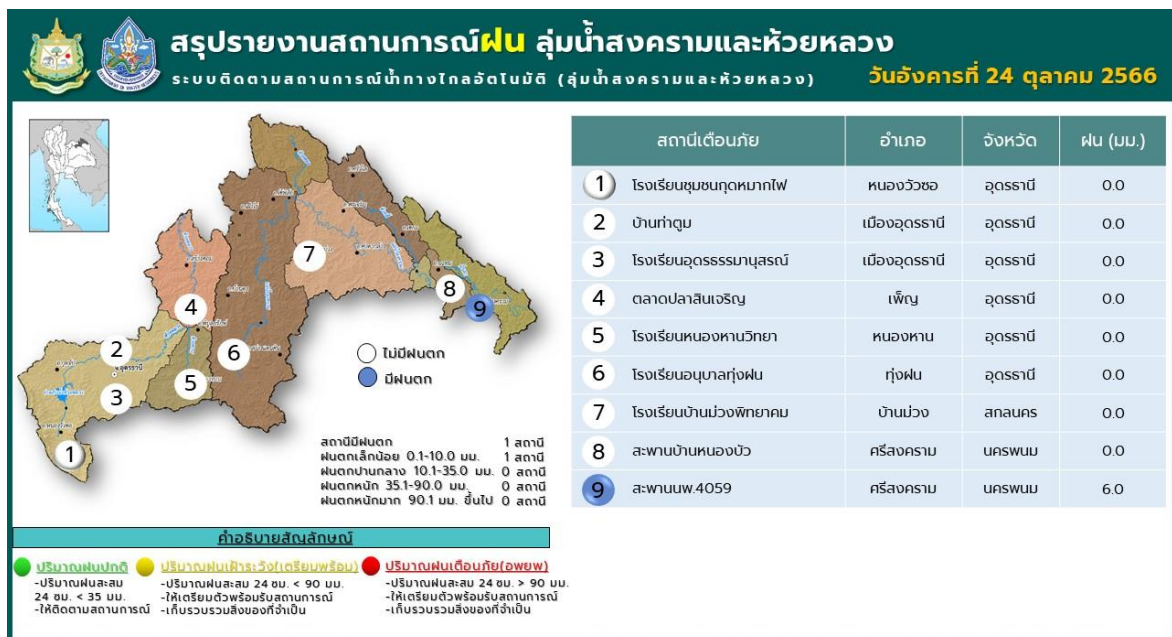 สรุปรายงานสถานการณ์ฝน ลุ่มน้ำสงครามและห้วยหลวง
ระบบติดตามสถานการณ์น้ำทางไกลอัตโนมัติ (ลุ่มน้ำสงครามและห้วยหลวง)
วันอังคารที่ 24 ตุลาคม 2566
1
2
3
4
5
6
7
8
9
อ.อุดรธานี
ไม่มีฝนตก
มีฝนตก
สถานีมีฝนตก 1 สถานี
ฝนตกเล็กน้อย 0.1-10.0 มม. 1 สถานี
ฝนตกปานกลาง 10.1-35.0 มม. 0 สถานี
ฝนตกหนัก 35.1-90.0 มม. 0 สถานี
ฝนตกหนักมาก 90.1 มม. ขึ้นไป 0 สถานี
สถานีเตือนภัย อำเภอ จังหวัด ฝน (มม.)
1 โรงเรียนชุมชนกุดหมากไฟ หนองวัวซอ อุดรธานี 0.0
2 บ้านท่าตูม เมืองอุดรธานี อุดรธานี 0.0
3 โรงเรียนอุดรธรรมานุสรณ์ เมืองอุดรธานี อุดรธานี 0.0
4 ตลาดปลาสินเจริญ เพ็ญ อุดรธานี 0.0
5 โรงเรียนหนองหานวิทยา หนองหาน อุดรธานี 0.0
6 โรงเรียนอนุบาลทุ่งฝน ทุ่งฝน อุดรธานี 0.0
7 โรงเรียนบ้านม่วงพิทยาคม บ้านม่วง สกลนคร 0.0
8 สะพานบ้านหนองบัว ศรีสงคราม นครพนม 0.0
9 สะพานนพ.4059 ศรีสงคราม นครพนม 6.0
คำอธิบายสัญลักษณ์
ปริมาณฝนปกติ
-ปริมาณฝนสะสม
24 ชม. < 35 มม.
-ให้ติดตามสถานการณ์
ปริมาณฝนเฝ้าระวัง(เตรียมพร้อม)
-ปริมาณฝนสะสม 24 ชม. < 90 มม.
-ให้เตรียมตัวพร้อมรับสถานการณ์
-เก็บรวบรวมสิ่งของที่จำเป็น
ปริมาณฝนเตือนภัย(อพยพ)
-ปริมาณฝนสะสม 24 ชม. > 90 มม.
-ให้เตรียมตัวพร้อมรับสถานการณ์
-เก็บรวบรวมสิ่งของที่จำเป็น